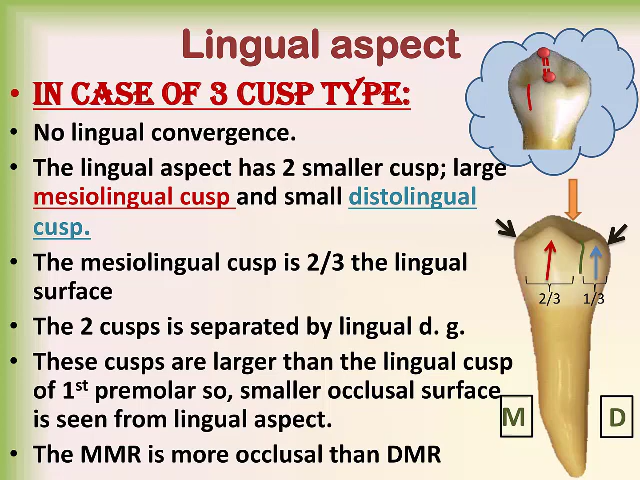 Lingual aspect
• IN CASE OF 3 CUSP TYPE:
• No lingual convergence.
• The lingual aspect has 2 smaller cusp; large
mesiolingual cusp and small distolingual
cusp.
• The mesiolingual cusp is 2/3 the lingual
surface
• The 2 cusps is separated by lingual d. g.
• These cusps are larger than the lingual cusp
of 1st premolar so, smaller occlusal surface
is seen from lingual aspect.
• The MMR is more occlusal than DMR
2/3 1/3
M D